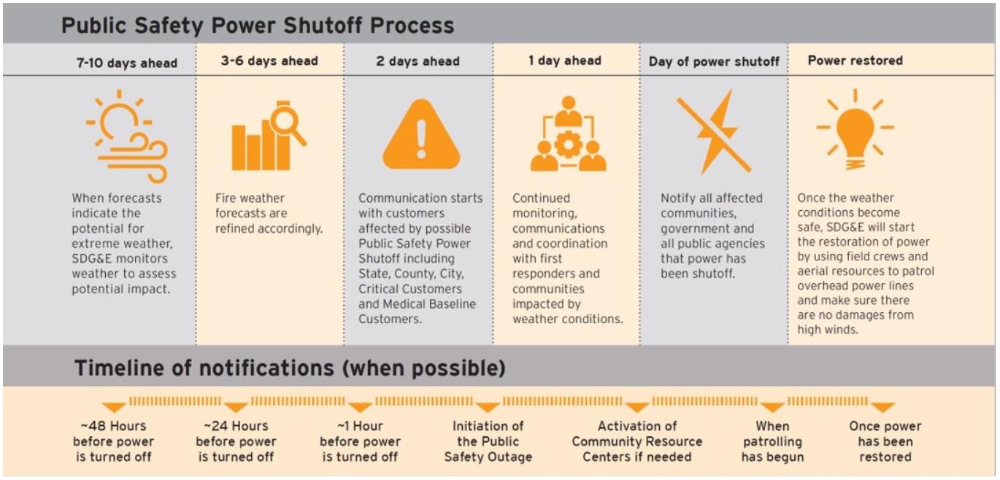 Public Safety Power Shutoff Process
7-10 days ahead
When forecasts
indicate the
potential for
extreme weather,
SDG&E monitors
weather to assess
potential impact.
3-6 days ahead
Fire weather
forecasts are
refined accordingly.
2 days ahead
Communication starts
with customers
affected by possible
Public Safety Power
Shutoff including
State, County, City,
Critical Customers
and Medical Baseline
Customers.
1 day ahead
Continued
monitoring,
communications
and coordination
with first
responders and
communities
impacted by
weather conditions.
Day of power shutoff
Notify all affected
communities,
government and
all public agencies
that power has
been shutoff.
Power restored
Once the weather
conditions become
safe, SDG&E will start
the restoration of power
by using field crews and
aerial resources to patrol
overhead power lines
and make sure there
are no damages from
high winds.
Timeline of notifications (when possible)
~48 Hours
before power
is turned off
~24 Hours
before power
is turned off
~1 Hour
before power
is turned off
Initiation of
the Public
Safety Outage
Activation of
Community Resource
Centers if needed
When
patrolling
has begun
Once power
has been
restored